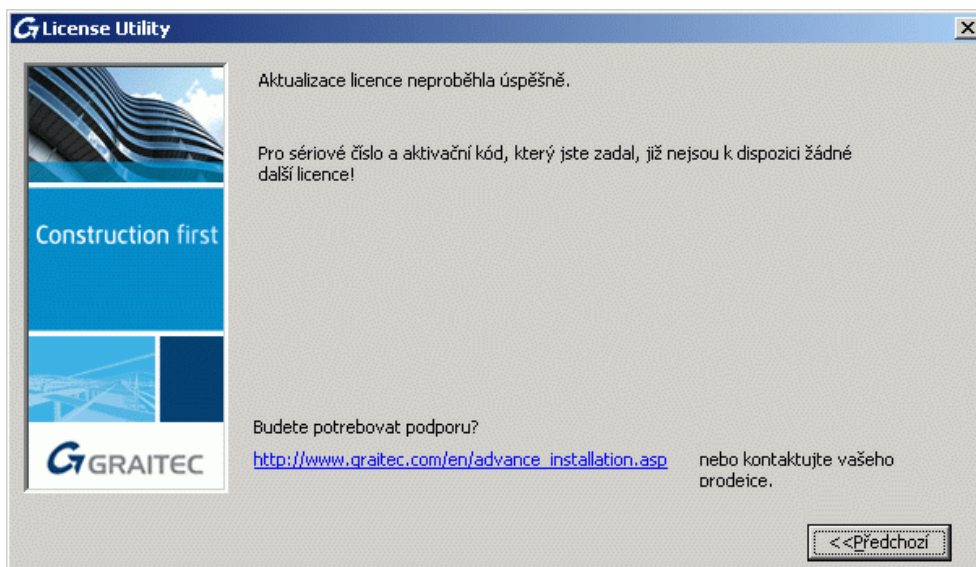 License Utility
Aktualizace licence neproběhla úspěšně.
Pro sériové číslo a aktivační kód, který jste zadal, již nejsou k dispozici žádné
další licence!
Construction first
GRAITEC
Budete potrebovat podporu?
http://www.graitec.com/en/advance_installation.asp
nebo kontaktujte vašeho
prodejce.
<<Předchozí